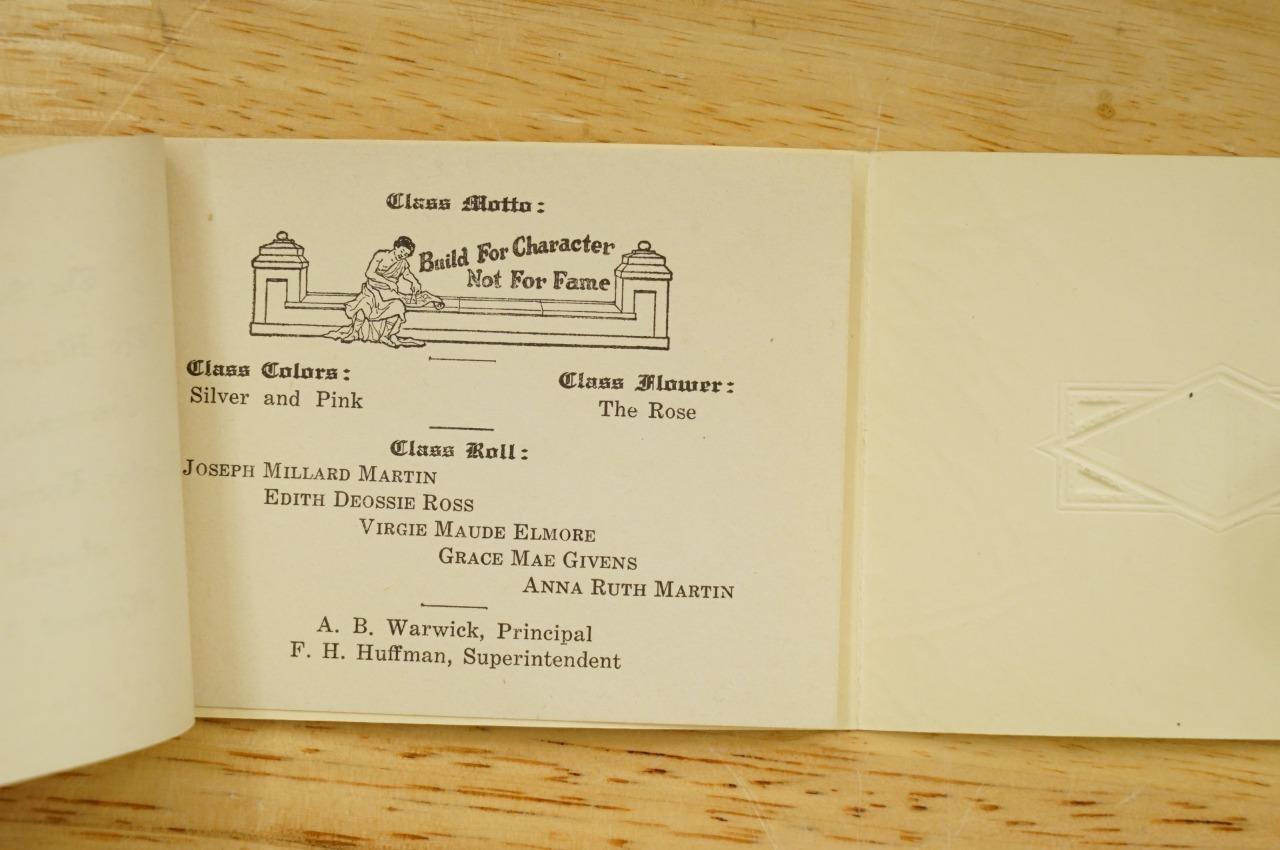 Class Motto:
Build For Character
Not For Fame
Class Colors:
Silver and Pink
Class Flower:
The Rose
Class Roll:
JOSEPH MILLARD MARTIN
EDITH DEOSSIE ROSS
VIRGIE MAUDE ELMORE
GRACE MAE GIVENS
ANNA RUTH MARTIN
A. B. Warwick, Principal
F. H. Huffman, Superintendent